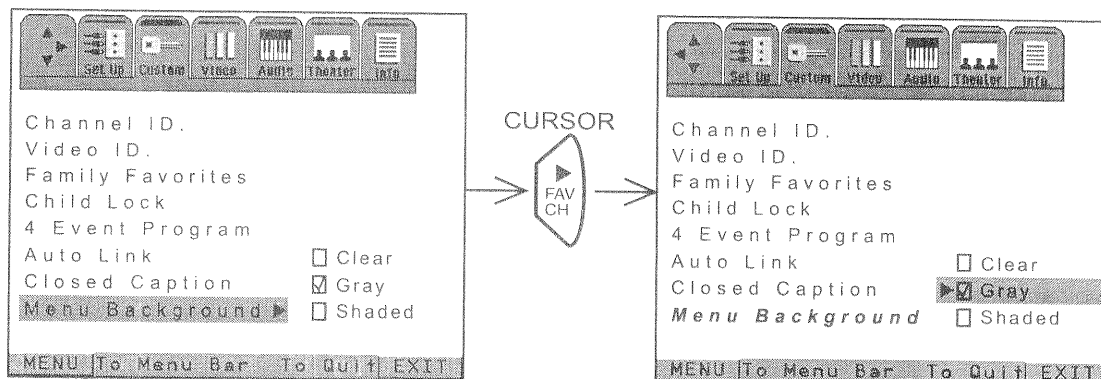 Set Up Custom Video Audio Theater Info
Channel ID.
Video ID.
Family Favorites
Child Lock
4 Event Program
Auto Link
Clear
Closed Caption
Gray
Menu Background
Shaded
MENU To Menu Bar To Quit EXIT
CURSOR
FAV
CH
Set Up Custom Video Audio Theater Info
Channel ID.
Video ID.
Family Favorites
Child Lock
4 Event Program
Auto Link
Clear
Closed Caption
Gray
Menu Background
Shaded
MENU To Menu Bar To Quit EXIT